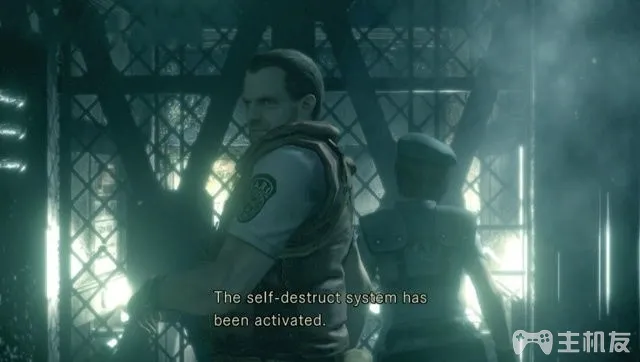 The self-destruct system has
been activated.
主机友